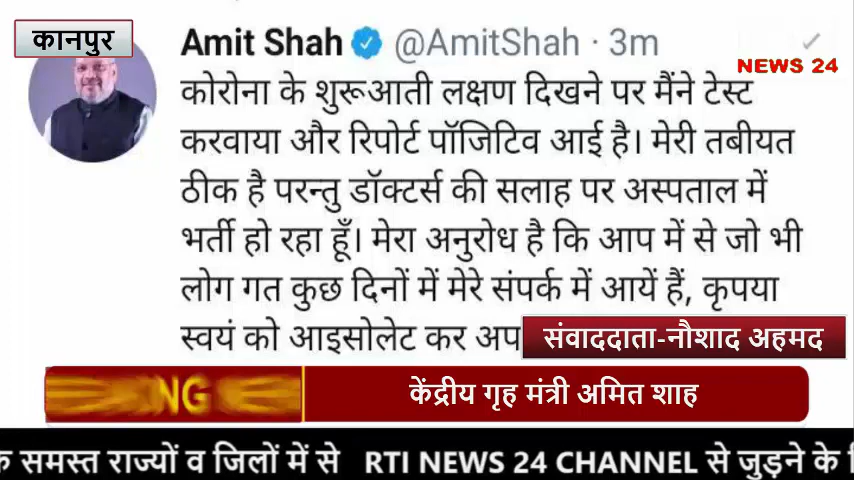 कानपुर
Amit Shah @AmitShah · 3m
NEWS 24
कोरोना के शुरूआती लक्षण दिखने पर मैंने टेस्ट
करवाया और रिपोर्ट पॉजिटिव आई है। मेरी तबीयत
ठीक है परन्तु डॉक्टर्स की सलाह पर अस्पताल में
भर्ती हो रहा हूँ। मेरा अनुरोध है कि आप में से जो भी
लोग गत कुछ दिनों में मेरे संपर्क में आयें हैं, कृपया
स्वयं को आइसोलेट कर अप
संवाददाता-नौशाद अहमद
NG
केंद्रीय गृह मंत्री अमित शाह
समस्त राज्यों व जिलों में से RTI NEWS 24 CHANNEL से जुड़ने के